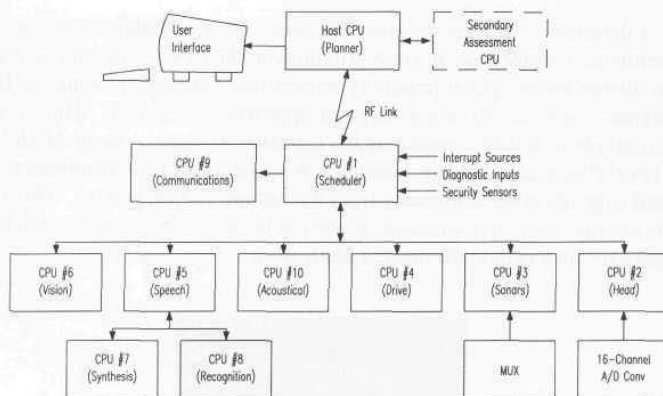 User
Interface
Host CPU
(Planner)
Secondary
Assessment
CPU
RF Link
CPU #9
(Communications)
CPU #1
(Scheduler)
Interrupt Sources
Diagnostic Inputs
Security Sensors
CPU #6
(Vision)
CPU #5
(Speech)
CPU #10
(Acoustical)
CPU #4
(Drive)
CPU #3
(Sonars)
CPU #2
(Head)
CPU #7
(Synthesis)
CPU #8
(Recognition)
MUX
16-Channel
A/D Conv